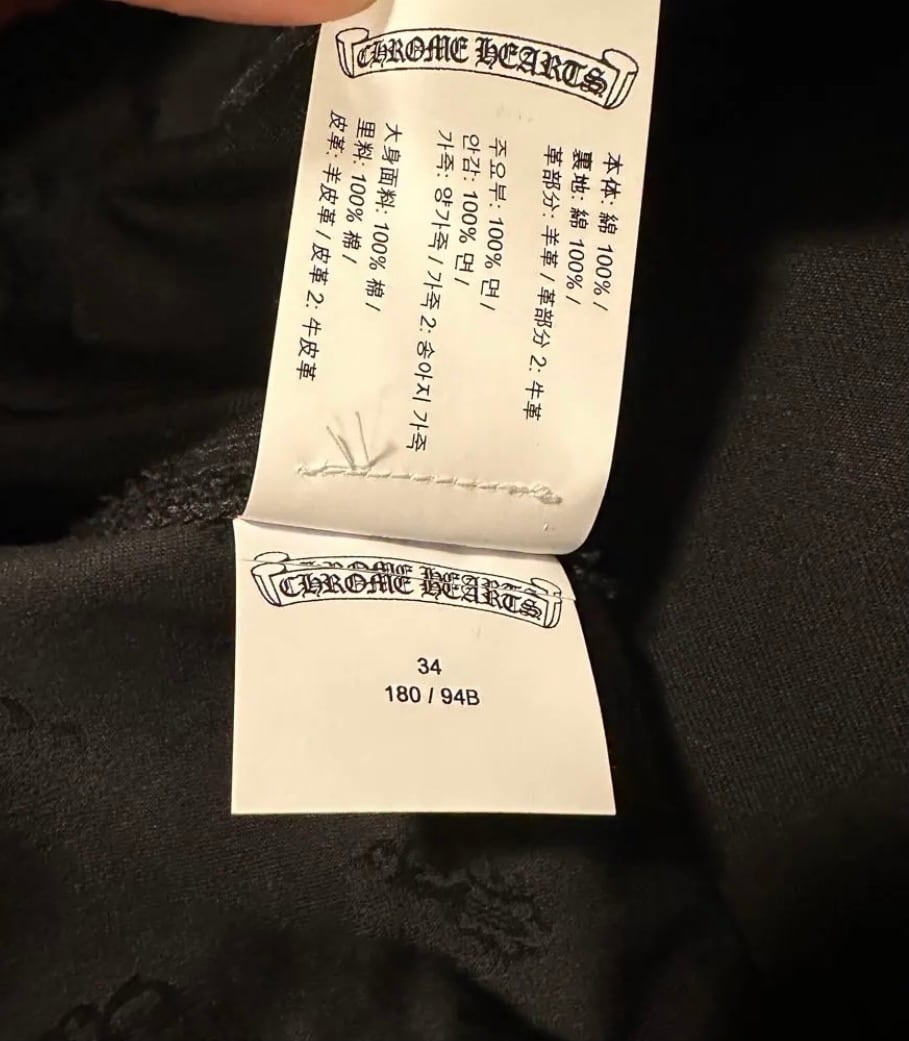 CHROME HEARTS
本体: 綿 100% /
裏地: 綿 100% /
革部分: 羊革 / 革部分 2: 牛革
주요부: 100% 면 /
안감: 100% 면 /
가죽: 양가죽 / 가죽 2: 송아지 가죽
大身面料: 100% 棉 /
里料: 100% 棉 /
皮革: 羊皮革 / 皮革 2: 牛皮革
CHROME HEARTS
CHROME HEARTS
34
180 / 94B